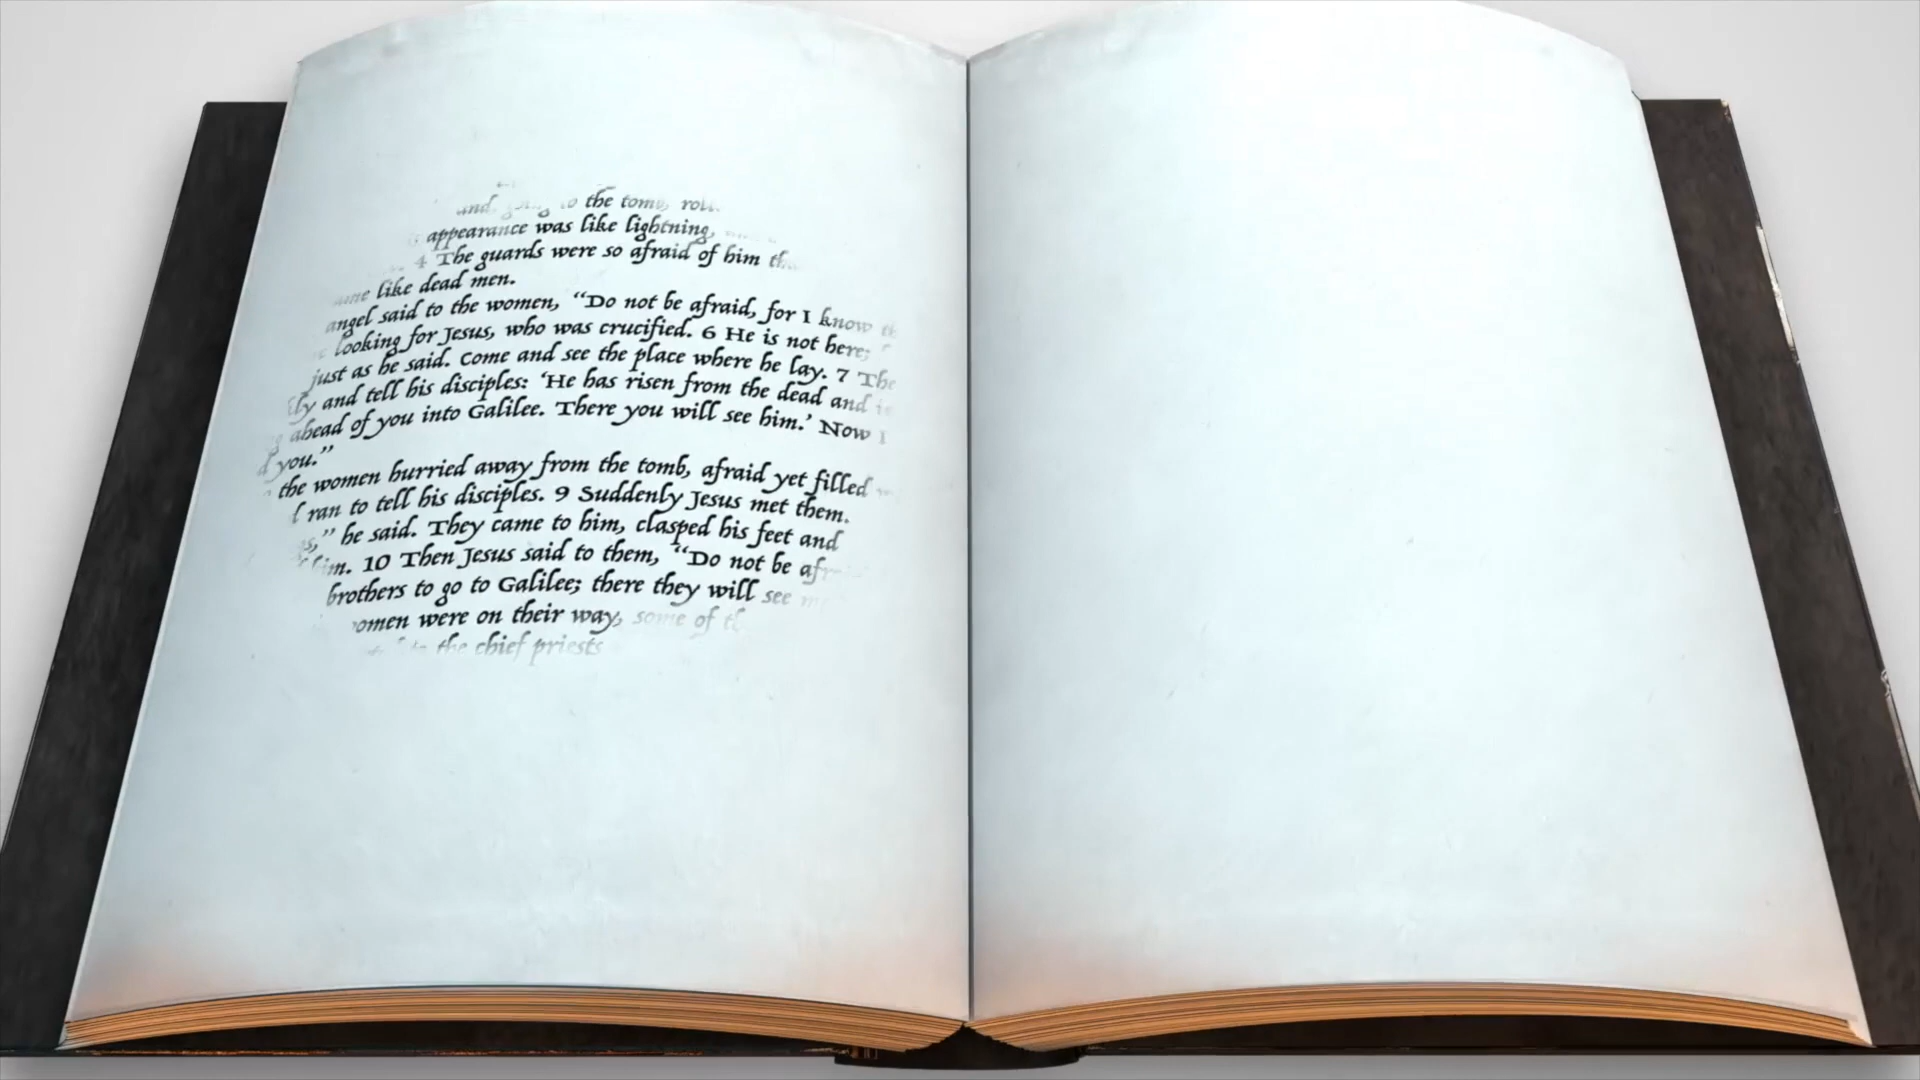 and to the tomb,
appearance was like lightning,
4 The guards were so afraid of him
like dead men.
angel said to the women, “Do not be afraid, for I know
looking for Jesus, who was crucified. 6 He is not here;
just as he said. Come and see the place where he lay. 7
and tell his disciples: ‘He has risen from the dead and
ahead of you into Galilee. There you will see him.’ Now I
you.”
the women hurried away from the tomb, afraid yet filled
ran to tell his disciples. 9 Suddenly Jesus met them.
” he said. They came to him, clasped his feet and
10 Then Jesus said to them, “Do not be
brothers to go to Galilee; there they will see
were on their way, some of
the chief priests